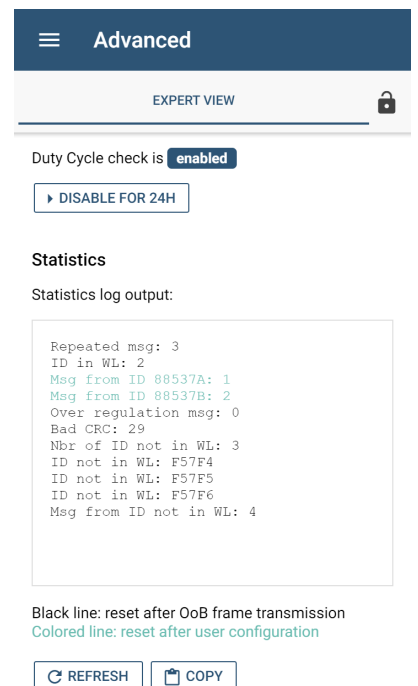 Advanced
EXPERT VIEW
Duty Cycle check is enabled
DISABLE FOR 24H
Statistics
Statistics log output:
Repeated msg: 3
ID in WL: 2
Msg from ID 88537A: 1
Msg from ID 88537B: 2
Over regulation msg: 0
Bad CRC: 29
Nbr of ID not in WL: 3
ID not in WL: F57F4
ID not in WL: F57F5
ID not in WL: F57F6
Msg from ID not in WL: 4
Black line: reset after OoB frame transmission
Colored line: reset after user configuration
REFRESH COPY